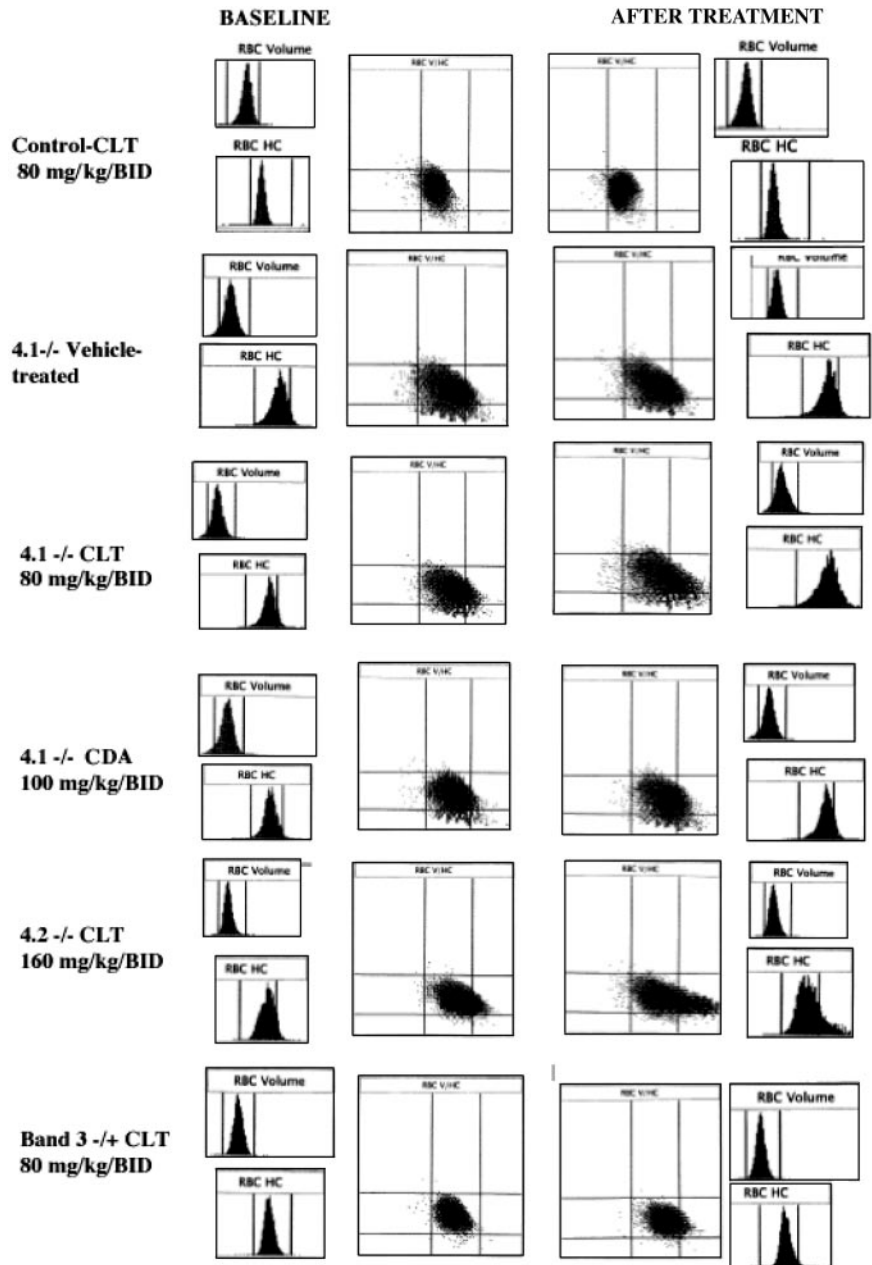 BASELINE
AFTER TREATMENT
Control-CLT
80 mg/kg/BID
RBC Volume
RBC HC
RBC V/HC
RBC V/HC
RBC Volume
RBC HC
4.1-/- Vehicle-
treated
RBC Volume
RBC HC
RBC V/HC
RBC V/HC
RBC Volume
RBC HC
4.1 -/- CLT
80 mg/kg/BID
RBC Volume
RBC HC
RBC V/HC
RBC V/HC
RBC Volume
RBC HC
4.1 -/- CDA
100 mg/kg/BID
RBC Volume
RBC HC
RBC V/HC
RBC V/HC
RBC Volume
RBC HC
4.2 -/- CLT
160 mg/kg/BID
RBC Volume
RBC HC
RBC V/HC
RBC V/HC
RBC Volume
RBC HC
Band 3 -/+ CLT
80 mg/kg/BID
RBC Volume
RBC HC
RBC V/HC
RBC V/HC
RBC Volume
RBC HC